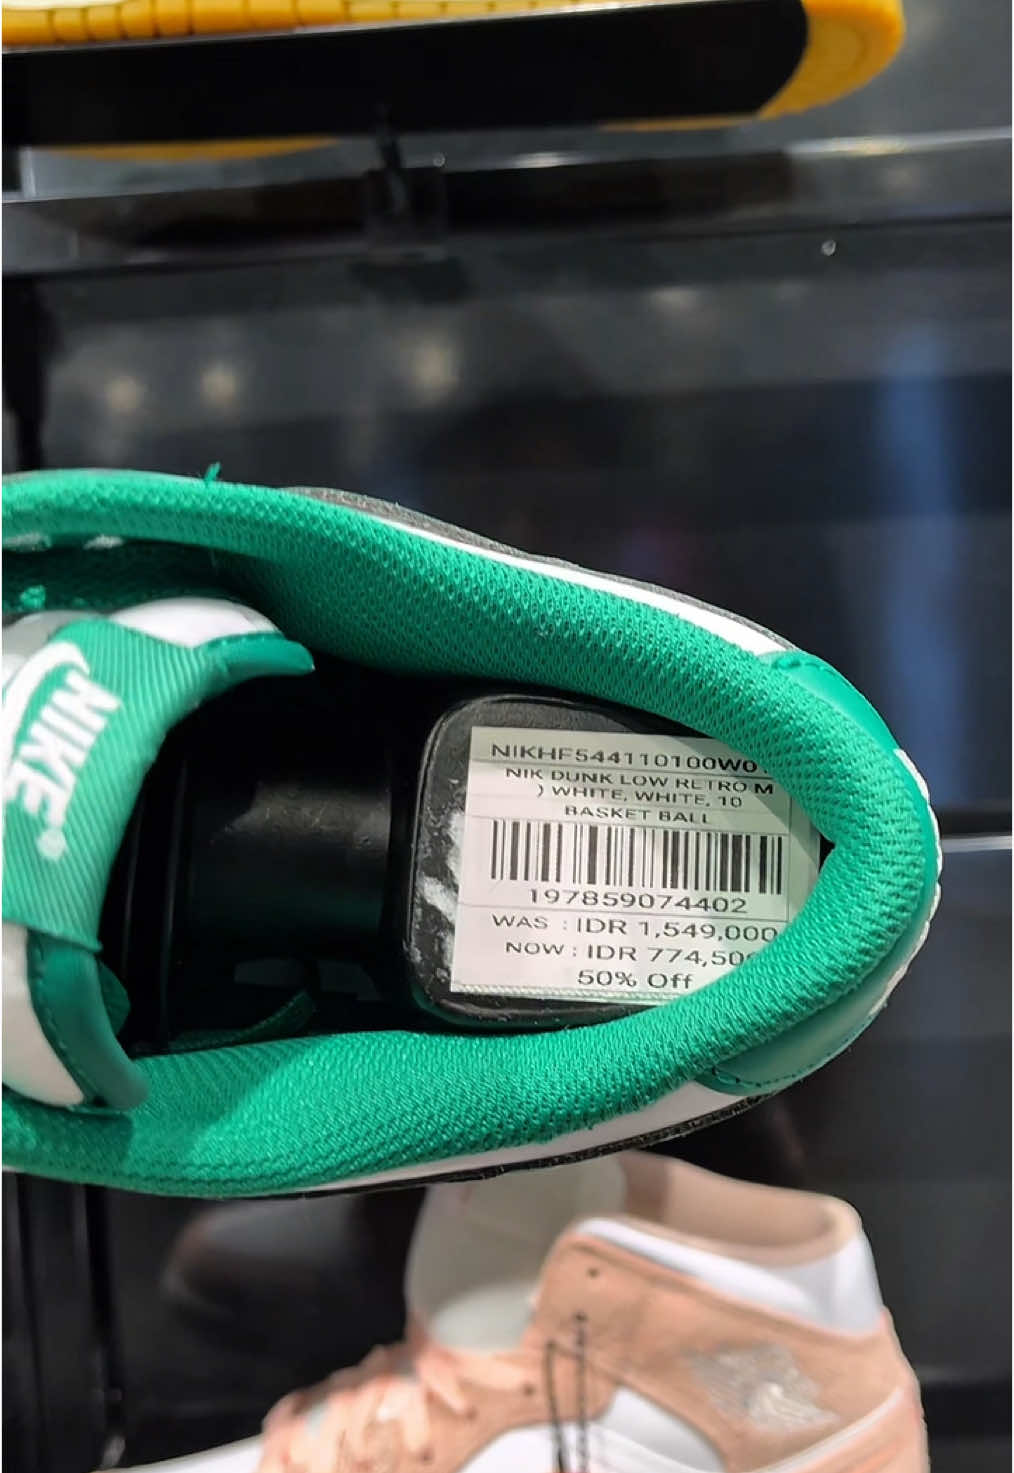 NIKE
NIKHF544110100W0
NIK DUNK LOW RETRO M
) WHITE, WHITE, 10
BASKET BALL
197859074402
WAS : IDR 1,549,000
NOW : IDR 774,50
50% Off